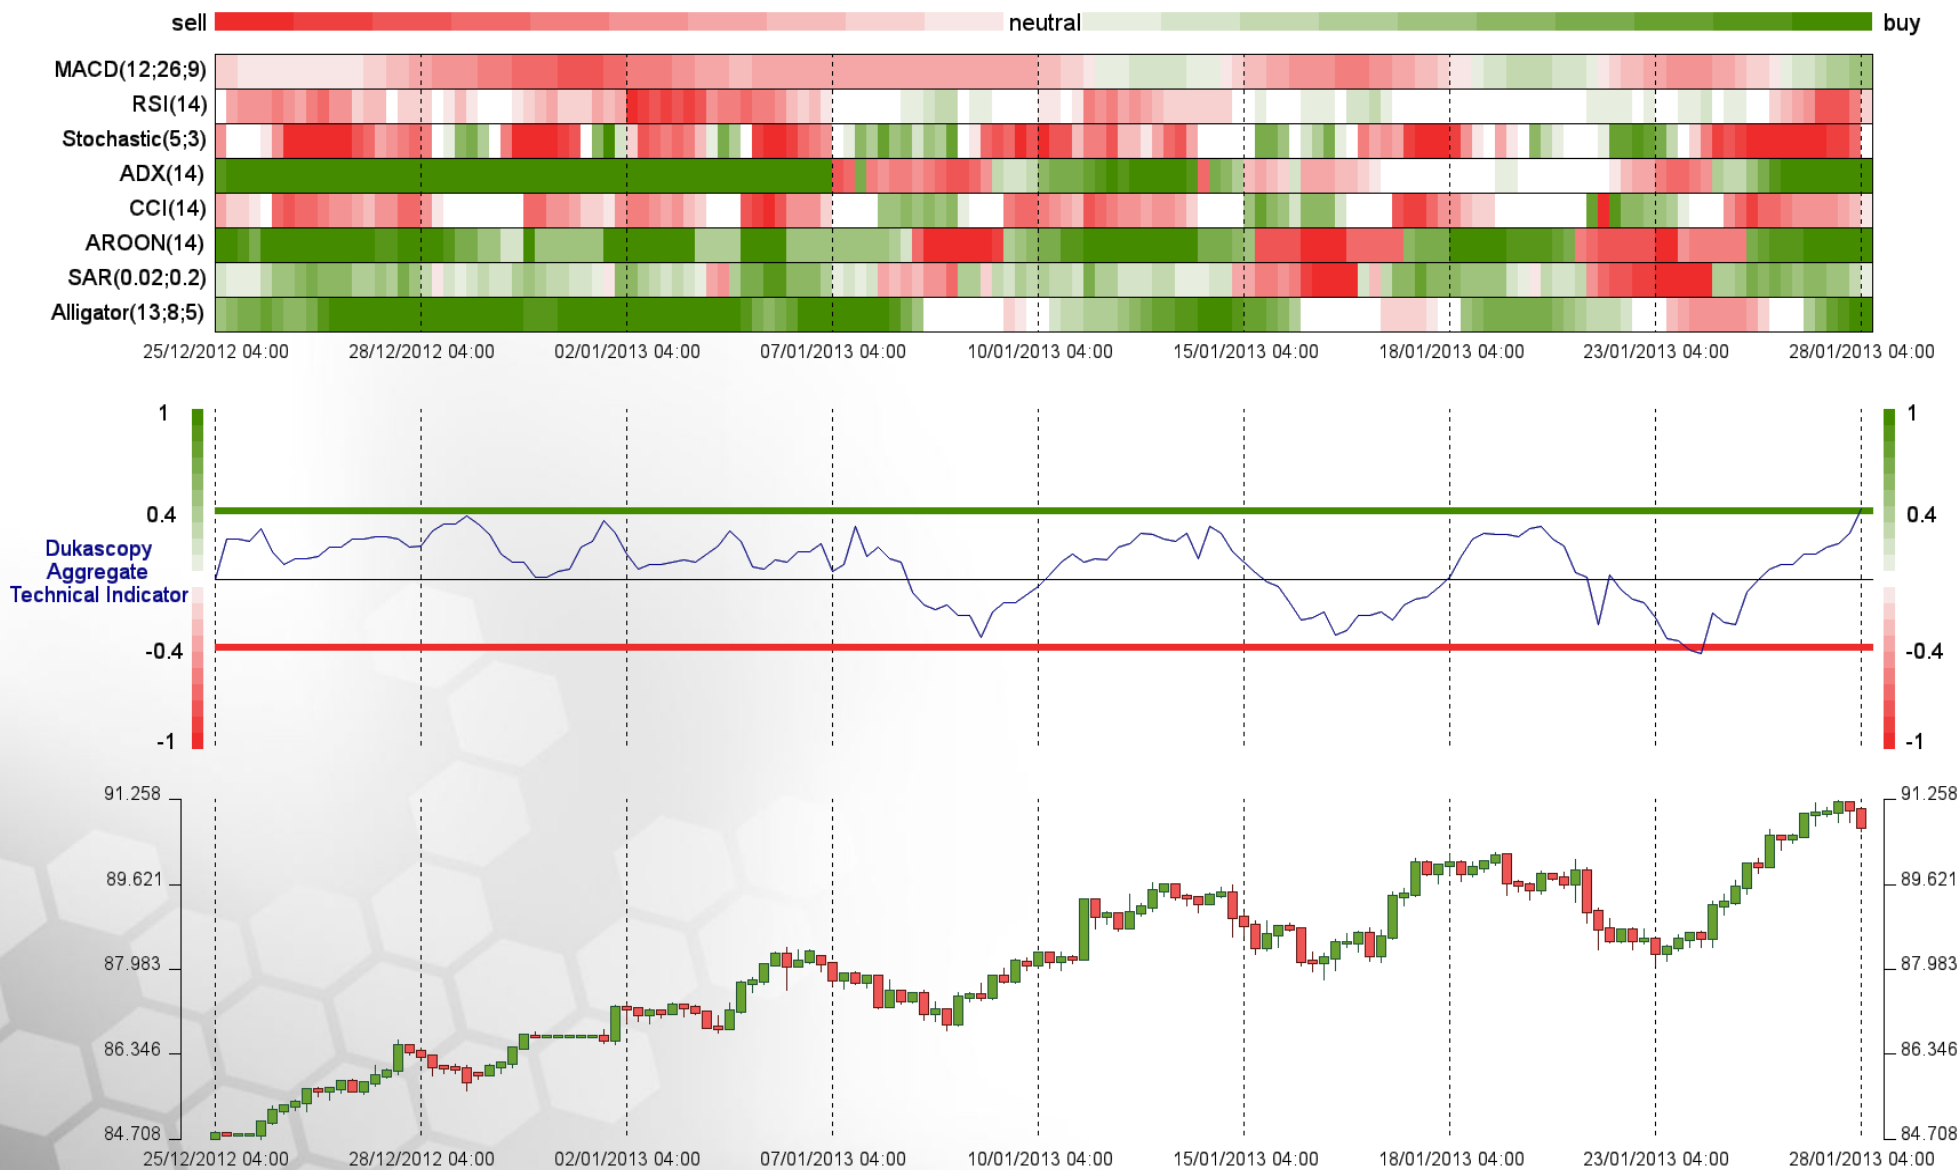 sell neutral buy
MACD(12;26;9)
RSI(14)
Stochastic(5;3)
ADX(14)
CCI(14)
AROON(14)
SAR(0.02;0.2)
Alligator(13;8;5)
25/12/2012 04:00 28/12/2012 04:00 02/01/2013 04:00 07/01/2013 04:00 10/01/2013 04:00 15/01/2013 04:00 18/01/2013 04:00 23/01/2013 04:00 28/01/2013 04:00
1 1
0.4 0.4
Dukascopy
Aggregate
Technical Indicator
-0.4 -0.4
-1 -1
91.258 91.258
89.621 89.621
87.983 87.983
86.346 86.346
84.708 84.708
25/12/2012 04:00 28/12/2012 04:00 02/01/2013 04:00 07/01/2013 04:00 10/01/2013 04:00 15/01/2013 04:00 18/01/2013 04:00 23/01/2013 04:00 28/01/2013 04:00